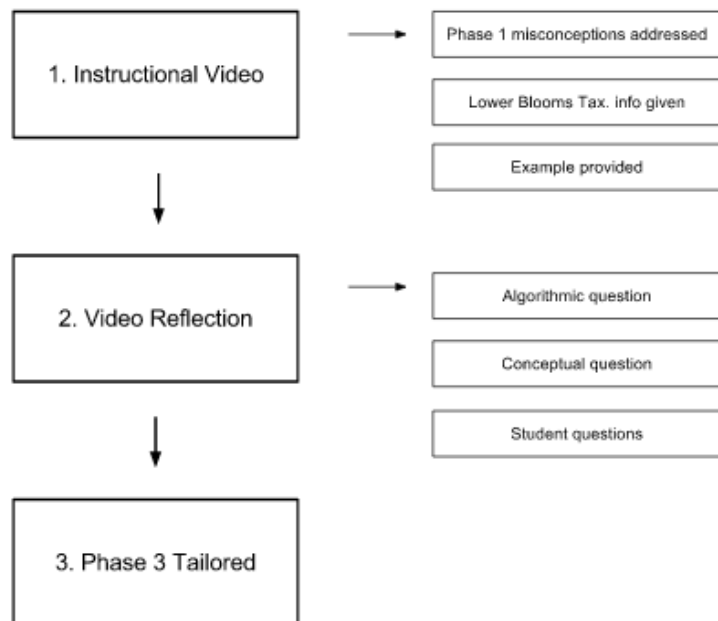 1. Instructional Video
Phase 1 misconceptions addressed
Lower Blooms Tax. info given
Example provided
2. Video Reflection
Algorithmic question
Conceptual question
Student questions
3. Phase 3 Tailored